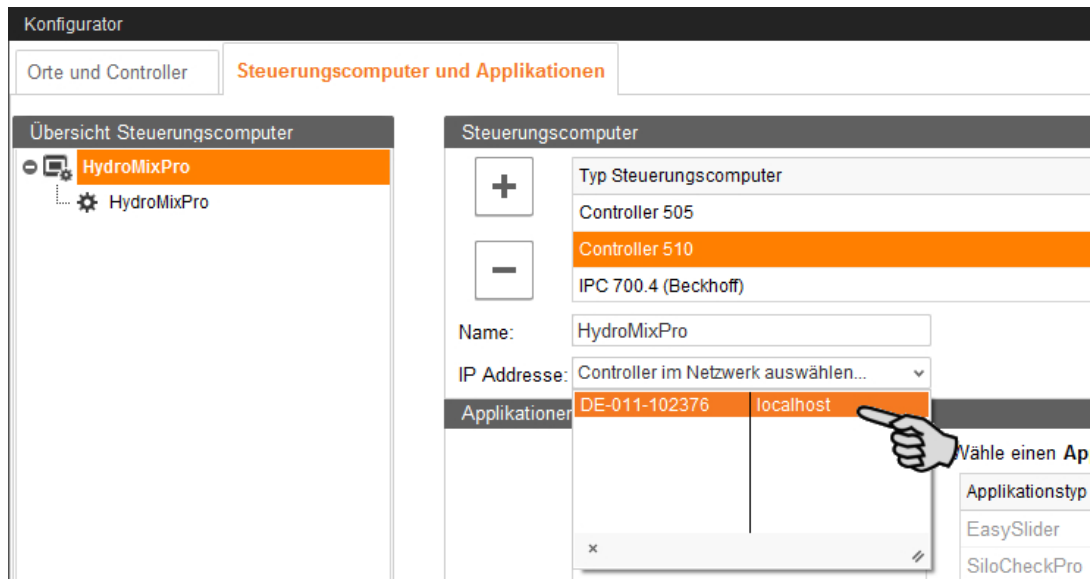 Konfigurator
Orte und Controller
Steuerungscomputer und Applikationen
Übersicht Steuerungscomputer
HydroMixPro
HydroMixPro
Steuerungscomputer
Typ Steuerungscomputer
Controller 505
Controller 510
IPC 700.4 (Beckhoff)
Name: HydroMixPro
IP Addresse: Controller im Netzwerk auswählen...
DE-011-102376 localhost
Applikationen
Wähle einen Ap
Applikationstyp
EasySlider
SiloCheckPro